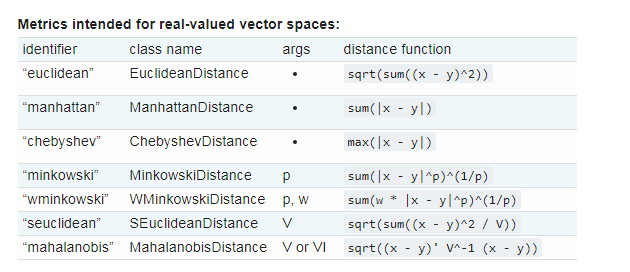 Metrics intended for real-valued vector spaces:
identifier class name args distance function
“euclidean” EuclideanDistance • sqrt(sum((x - y)^2))
“manhattan” ManhattanDistance • sum(|x - y|)
“chebyshev” ChebyshevDistance • max(|x - y|)
“minkowski” MinkowskiDistance p sum(|x - y|^p)^(1/p)
“wminkowski” WMinkowskiDistance p, w sum(w * |x - y|^p)^(1/p)
“seuclidean” SEuclideanDistance V sqrt(sum((x - y)^2 / V))
“mahalanobis” MahalanobisDistance V or VI sqrt((x - y)' V^-1 (x - y))